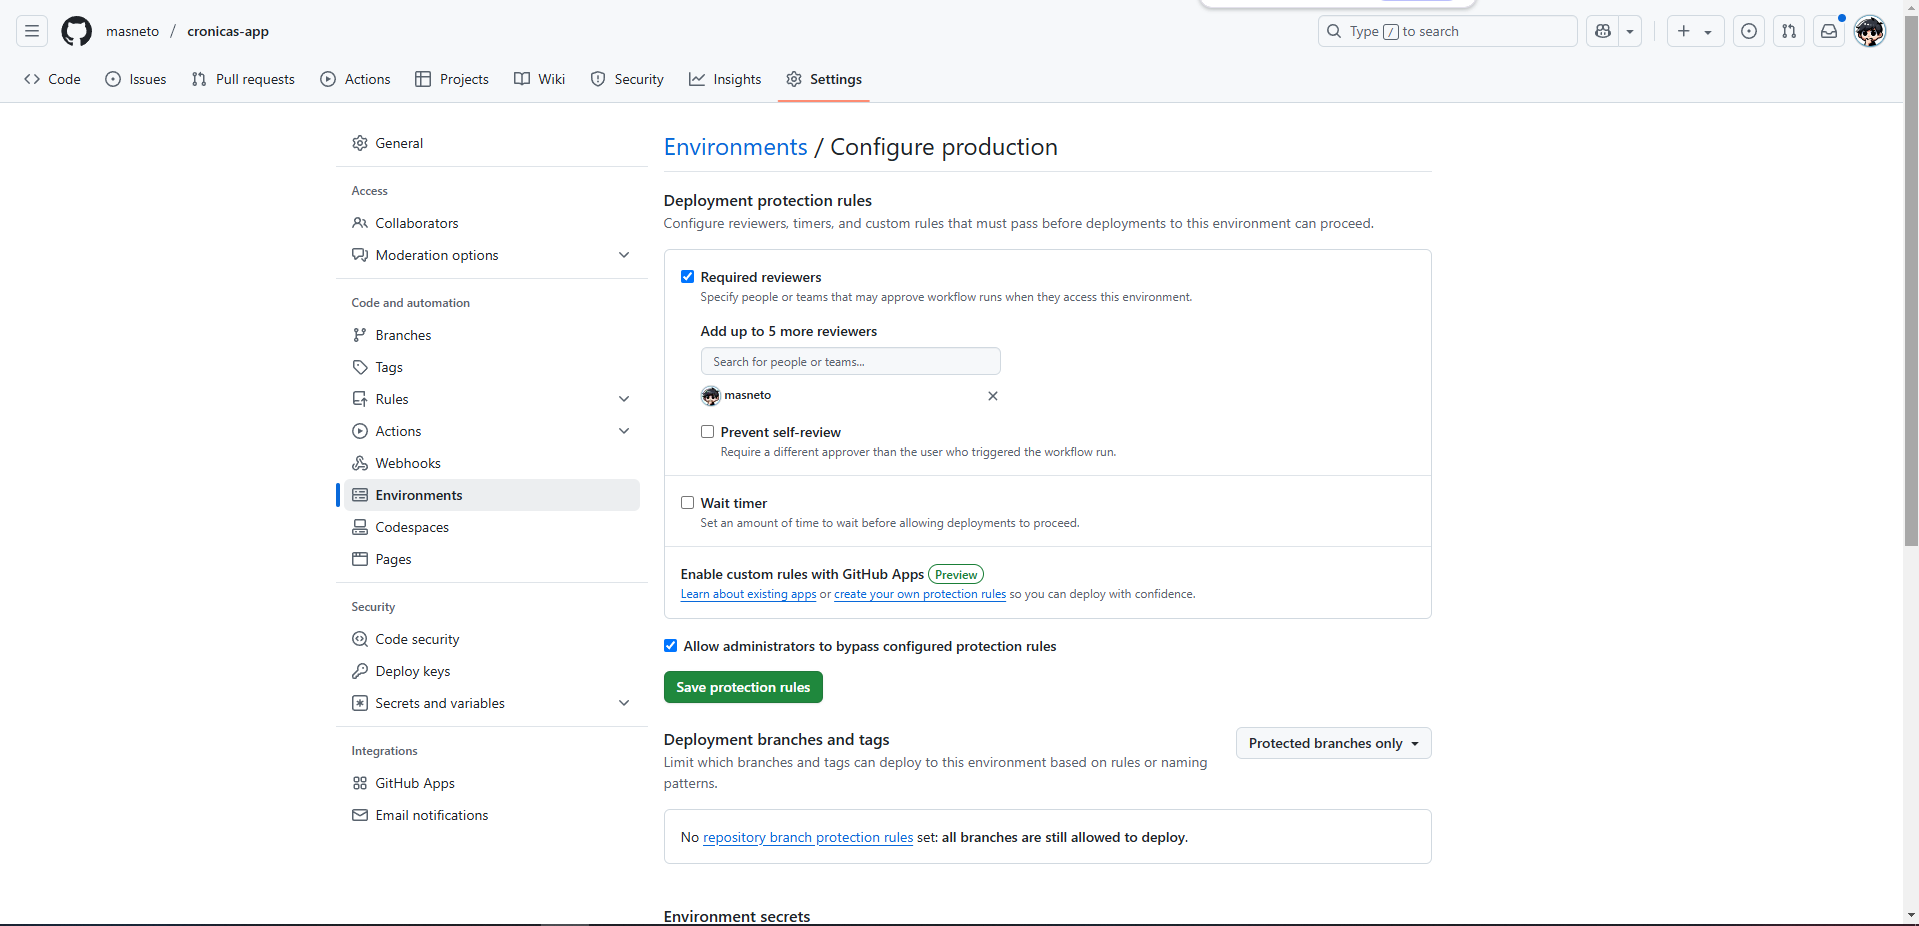 masneto / cronicas-app
Type / to search
Code Issues Pull requests Actions Projects Wiki Security Insights Settings
General
Access
Collaborators
Moderation options
Code and automation
Branches
Tags
Rules
Actions
Webhooks
Environments
Codespaces
Pages
Security
Code security
Deploy keys
Secrets and variables
Integrations
GitHub Apps
Email notifications
Environments / Configure production
Deployment protection rules
Configure reviewers, timers, and custom rules that must pass before deployments to this environment can proceed.
Required reviewers
Specify people or teams that may approve workflow runs when they access this environment.
Add up to 5 more reviewers
Search for people or teams...
masneto
Prevent self-review
Require a different approver than the user who triggered the workflow run.
Wait timer
Set an amount of time to wait before allowing deployments to proceed.
Enable custom rules with GitHub Apps Preview
Learn about existing apps or create your own protection rules so you can deploy with confidence.
Allow administrators to bypass configured protection rules
Save protection rules
Deployment branches and tags
Protected branches only
Limit which branches and tags can deploy to this environment based on rules or naming
patterns.
No repository branch protection rules set: all branches are still allowed to deploy.
Environment secrets